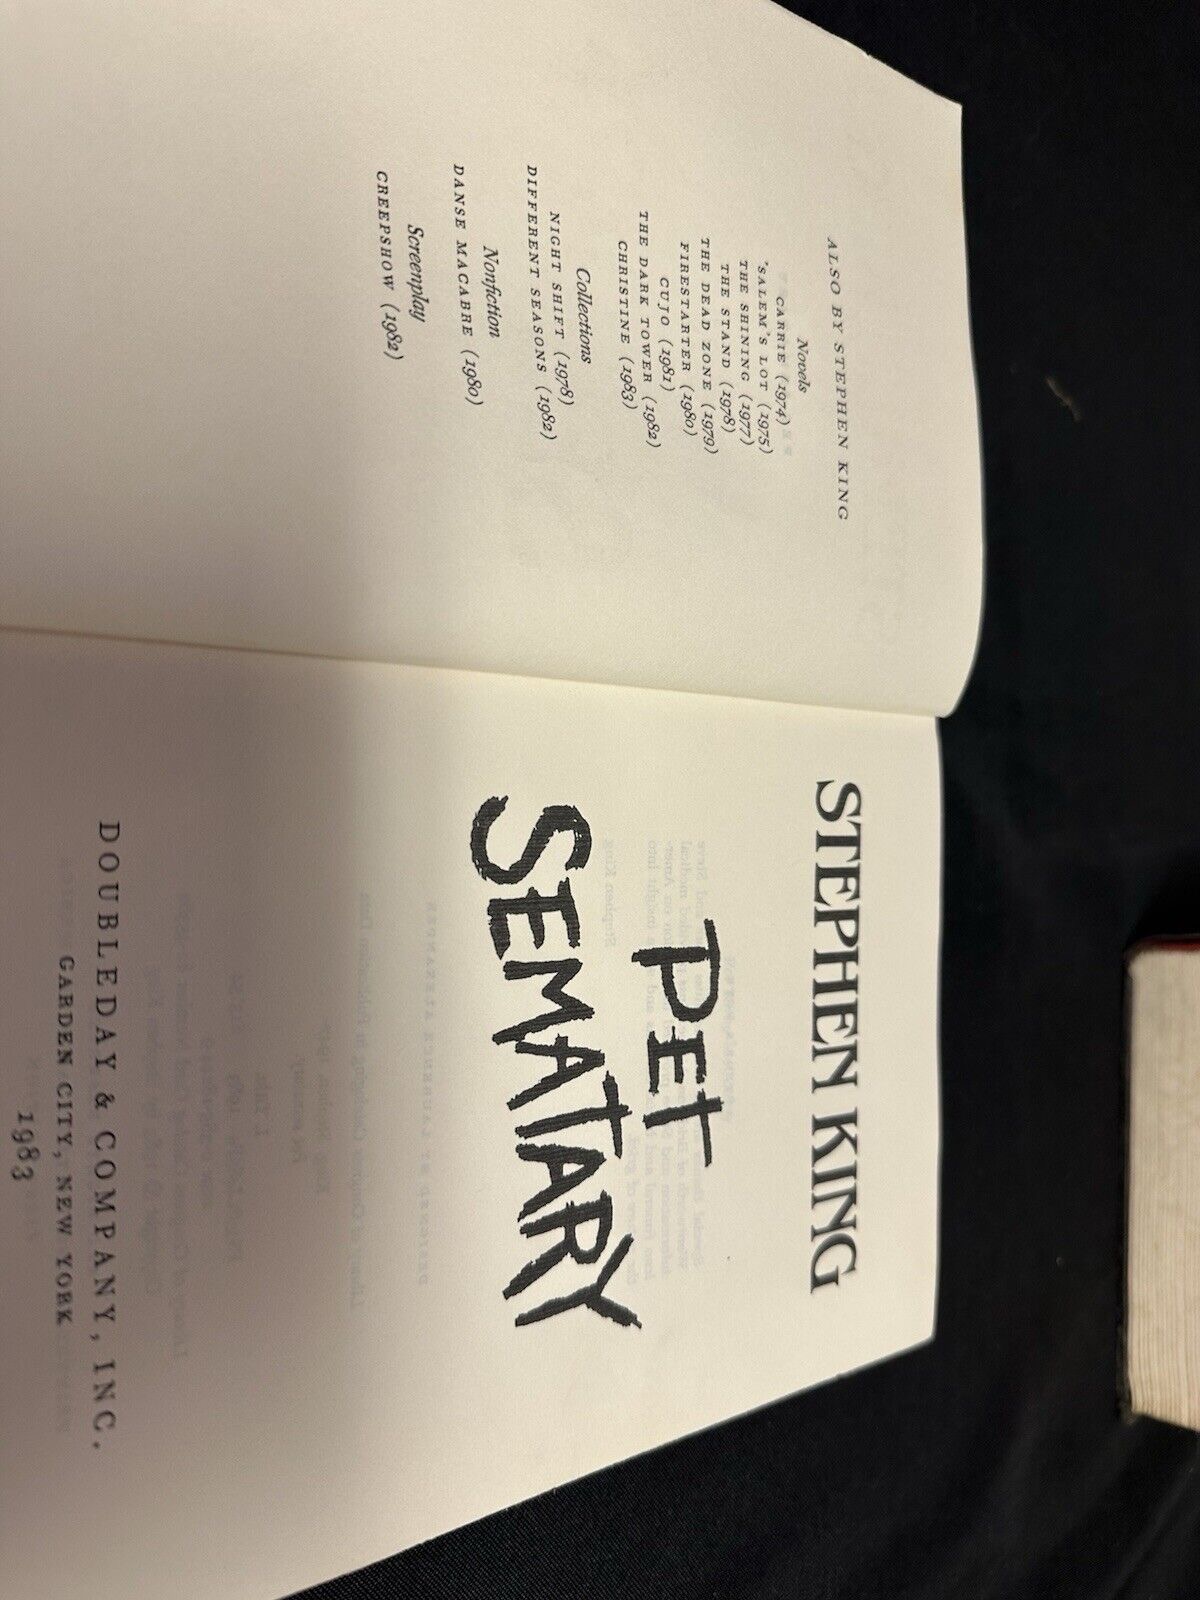 ALSO BY STEPHEN KING
Novels
CARRIE (1974)
'SALEM'S LOT (1975)
THE SHINING (1977)
THE STAND (1978)
THE DEAD ZONE (1979)
FIRESTARTER (1980)
CUJO (1981)
THE DARK TOWER (1982)
CHRISTINE (1983)
Collections
NIGHT SHIFT (1978)
DIFFERENT SEASONS (1982)
Nonfiction
DANSE MACABRE (1980)
Screenplay
CREEPSHOW (1982)
STEPHEN KING
PET
SEMATARY
DOUBLEDAY & COMPANY, INC.
GARDEN CITY, NEW YORK
1983